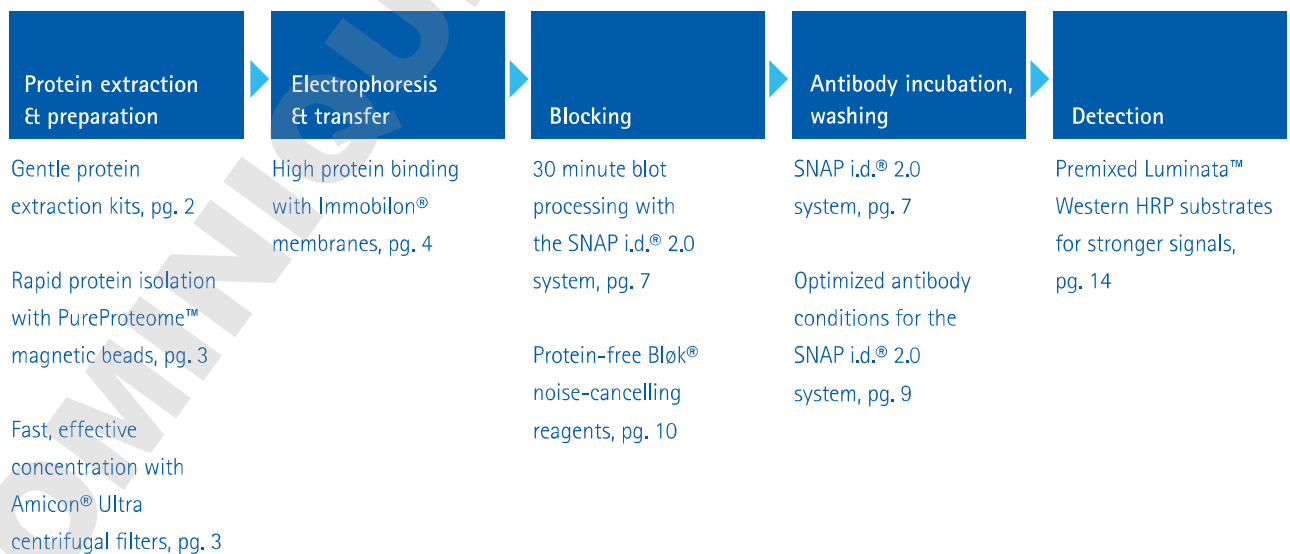 Protein extraction
& preparation
Gentle protein
extraction kits, pg. 2
Rapid protein isolation
with PureProteome™
magnetic beads, pg. 3
Fast, effective
concentration with
Amicon® Ultra
centrifugal filters, pg. 3
Electrophoresis
& transfer
High protein binding
with Immobilon®
membranes, pg. 4
Blocking
30 minute blot
processing with
the SNAP i.d.® 2.0
system, pg. 7
Protein-free Bløk®
noise-cancelling
reagents, pg. 10
Antibody incubation,
washing
SNAP i.d.® 2.0
system, pg. 7
Optimized antibody
conditions for the
SNAP i.d.® 2.0
system, pg. 9
Detection
Premixed Luminata™
Western HRP substrates
for stronger signals,
pg. 14